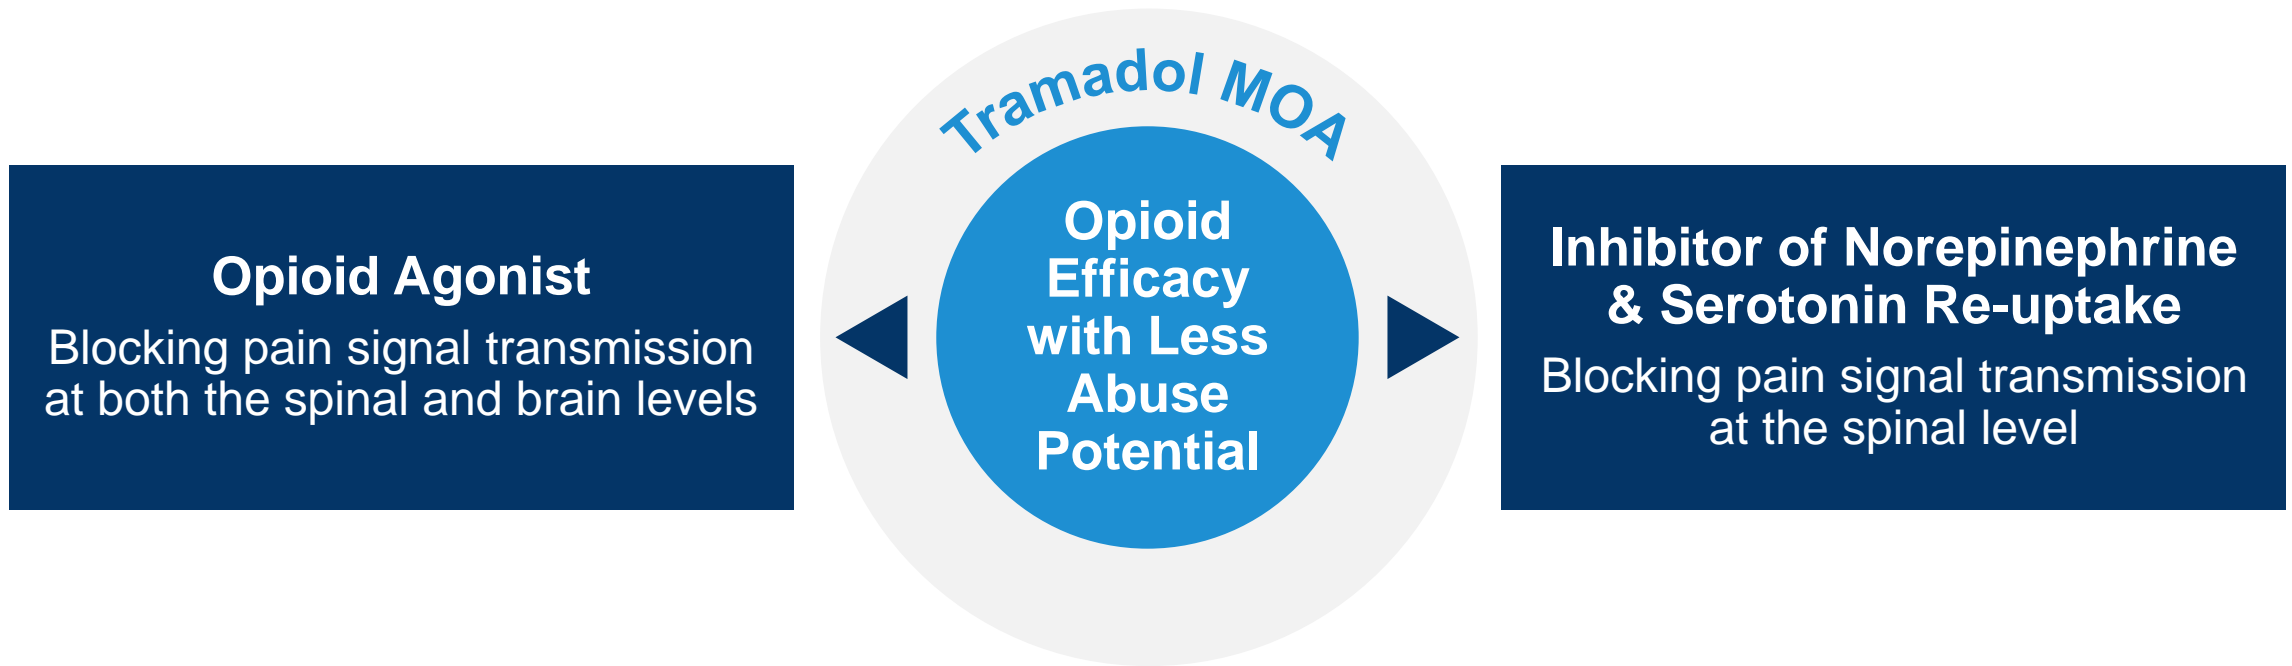 Tramadol MOA
Opioid Agonist
Blocking pain signal transmission
at both the spinal and brain levels
Opioid
Efficacy
with Less
Abuse
Potential
Inhibitor of Norepinephrine
& Serotonin Re-uptake
Blocking pain signal transmission
at the spinal level